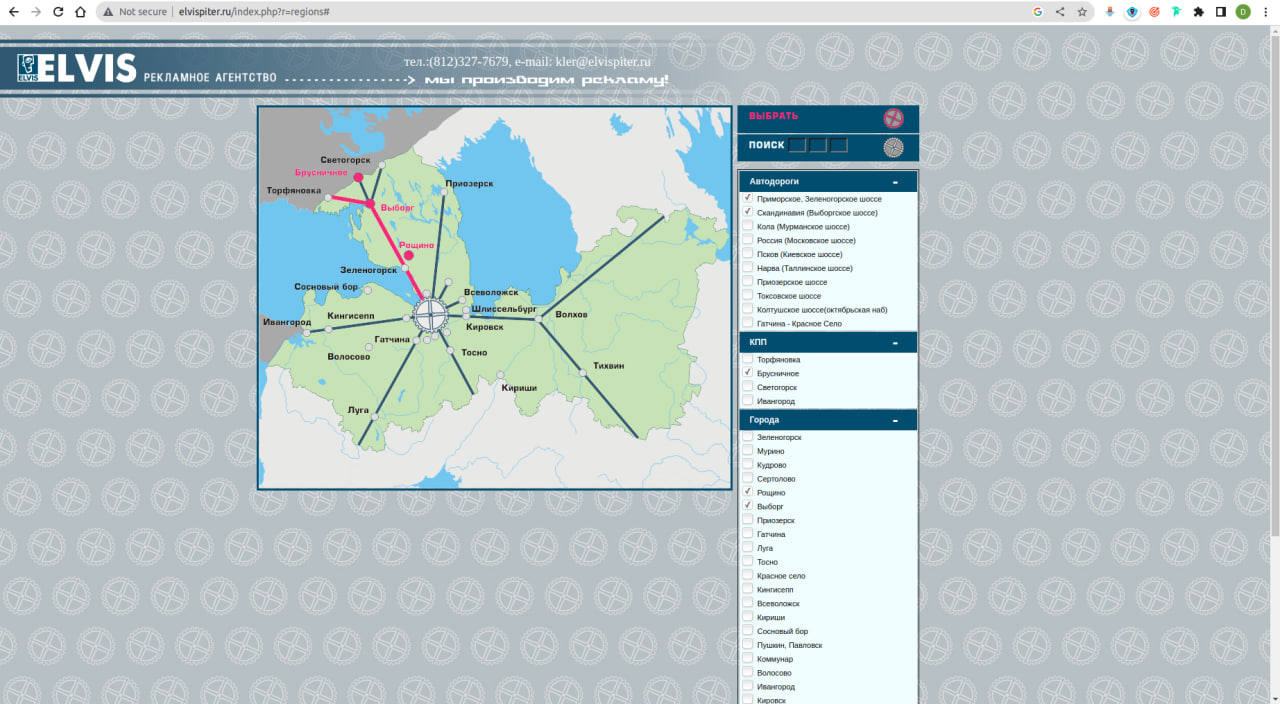 Not secure
elvispiter.ru/index.php?r=regions#
D
ELVIS
ELVIS РЕКЛАМНОЕ АГЕНТСТВО
тел.:(812)327-7679, e-mail: kler@elvispiter.ru
мы производим рекламу!
Светогорск
Брусничное
Торфяновка
Приозерск
Выборг
Рощино
Зеленогорск
Сосновый бор
Всеволожск
Шлиссельбург
Ивангород
Кингисепп
Волхов
Кировск
Гатчина
Волосово
Тосно
Тихвин
Кириши
Луга
ВЫБРАТЬ
ПОИСК
Автодороги -
Приморское, Зеленогорское шоссе
Скандинавия (Выборгское шоссе)
Кола (Мурманское шоссе)
Россия (Московское шоссе)
Псков (Киевское шоссе)
Нарва (Таллинское шоссе)
Приозерское шоссе
Токсовское шоссе
Колтушское шоссе(октябрьская наб)
Гатчина - Красное Село
КПП -
Торфяновка
Брусничное
Светогорск
Ивангород
Города -
Зеленогорск
Мурино
Кудрово
Сертолово
Рощино
Выборг
Приозерск
Гатчина
Луга
Тосно
Красное село
Кингисепп
Всеволожск
Кириши
Сосновый бор
Пушкин, Павловск
Коммунар
Волосово
Ивангород
Кировск